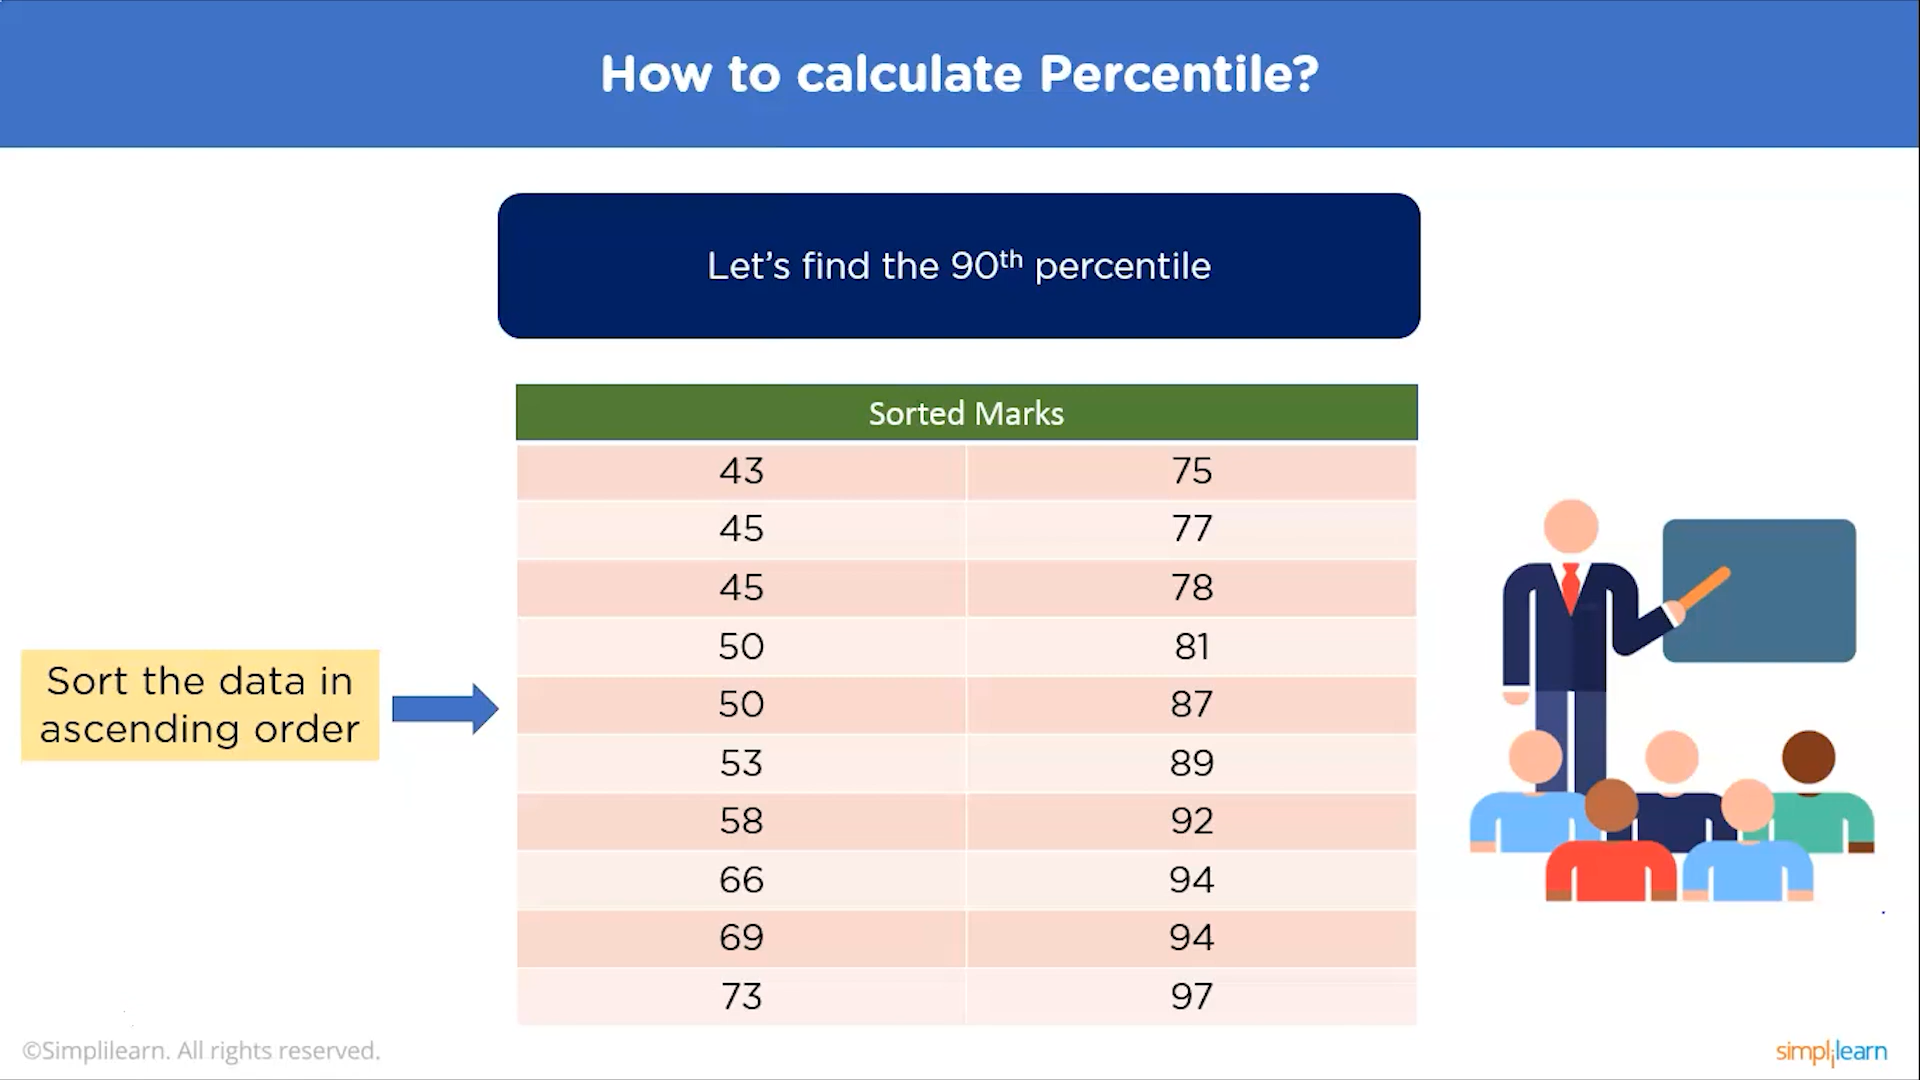 How to calculate Percentile?
Let's find the 90th percentile
Sorted Marks
43 75
45 77
45 78
50 81
50 87
53 89
58 92
66 94
69 94
73 97
Sort the data in
ascending order
©Simplilearn. All rights reserved.
simplilearn